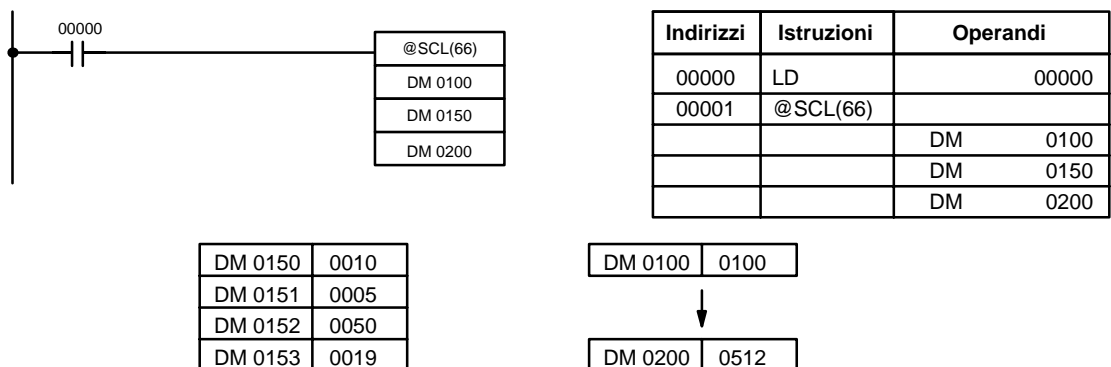 00000
@SCL(66)
DM 0100
DM 0150
DM 0200
Indirizzi Istruzioni Operandi
00000 LD 00000
00001 @SCL(66)
DM 0100
DM 0150
DM 0200
DM 0150 0010
DM 0151 0005
DM 0152 0050
DM 0153 0019
DM 0100 0100
DM 0200 0512